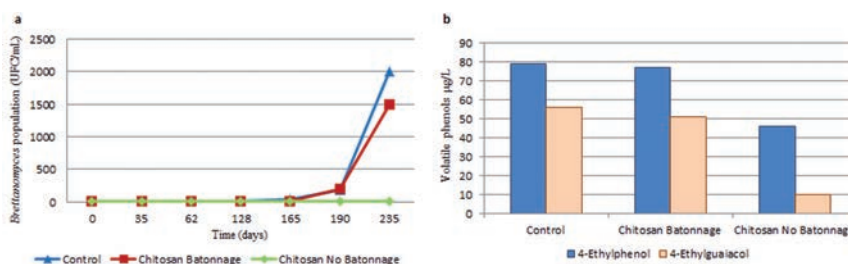 a
Brettanomyces population (UFC/mL)
2500
2000
1500
1000
500
0
0 35 62 128 165 190 235
Time (days)
Control Chitosan Batonnage Chitosan No Batonnage
b
Volatile phenols µg/L
90
80
70
60
50
40
30
20
10
0
Control Chitosan Batonnage Chitosan No Batonnag
4-Ethylphenol 4-Ethylguaiacol